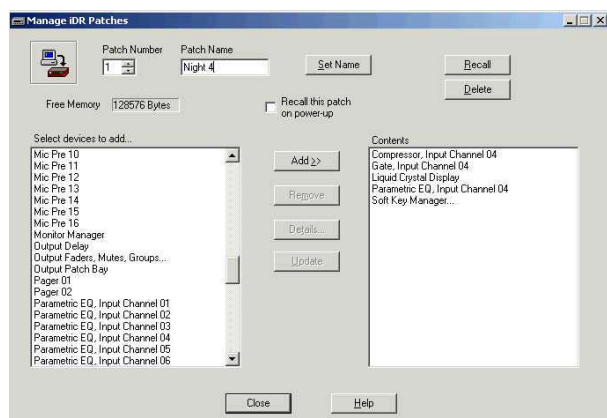 Manage iDR Patches
Patch Number
Patch Name
1
Night 4
Set Name
Recall
Delete
Free Memory
128576 Bytes
Recall this patch
on power-up
Select devices to add...
Mic Pre 10
Mic Pre 11
Mic Pre 12
Mic Pre 13
Mic Pre 14
Mic Pre 15
Mic Pre 16
Monitor Manager
Output Delay
Output Faders, Mutes, Groups...
Output Patch Bay
Pager 01
Pager 02
Parametric EQ, Input Channel 01
Parametric EQ, Input Channel 02
Parametric EQ, Input Channel 03
Parametric EQ, Input Channel 04
Parametric EQ, Input Channel 05
Parametric EQ, Input Channel 06
Add >>
Remove
Details...
Update
Contents
Compressor, Input Channel 04
Gate, Input Channel 04
Liquid Crystal Display
Parametric EQ, Input Channel 04
Soft Key Manager...
Close
Help